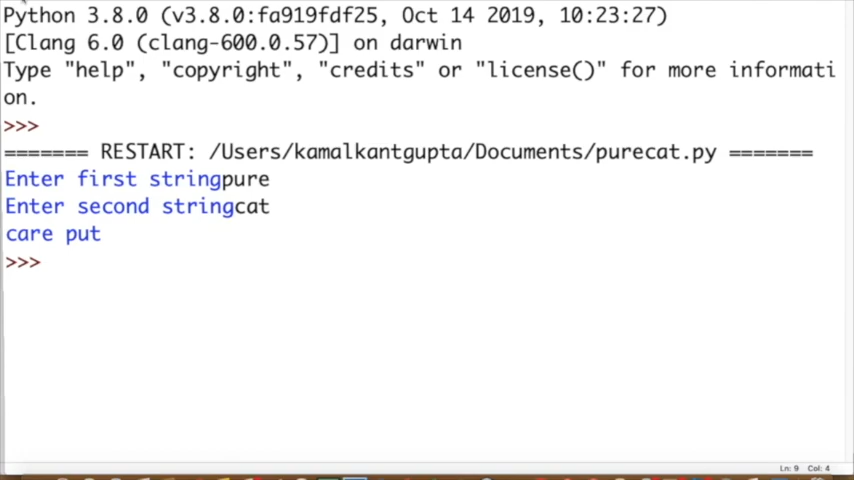 Python 3.8.0 (v3.8.0:fa919fdf25, Oct 14 2019, 10:23:27)
[Clang 6.0 (clang-600.0.57)] on darwin
Type "help", "copyright", "credits" or "license()" for more informati
on.
>>>
======= RESTART: /Users/kamalkantgupta/Documents/purecat.py =======
Enter first stringpure
Enter second stringcat
care put
>>>
Ln: 9 Col: 4